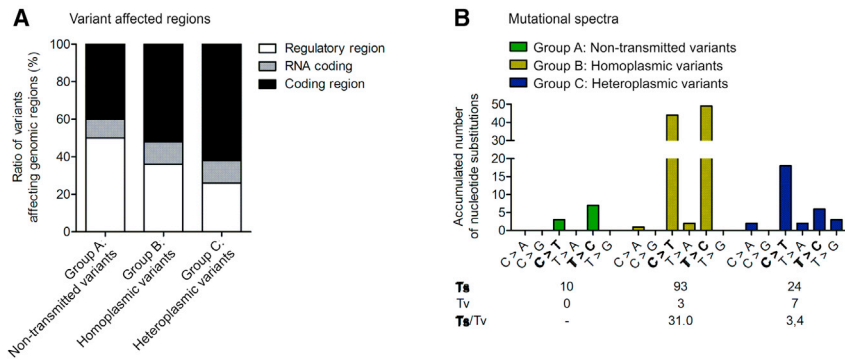 A
Variant affected regions
Regulatory region
RNA coding
Coding region
Ratio of variants
affecting genomic regions (%)
100
80
60
40
20
0
Group A.
Non-transmitted variants
Group B.
Homoplasmic variants
Group C.
Heteroplasmic variants
B
Mutational spectra
Group A: Non-transmitted variants
Group B: Homoplasmic variants
Group C: Heteroplasmic variants
Accumulated number
of nucleotide substitutions
50
40
30
20
15
10
5
0
C > A
C > G
C > T
T > A
T > C
T > G
C > A
C > G
C > T
T > A
T > C
T > G
C > A
C > G
C > T
T > A
T > C
T > G
Ts 10 93 24
Tv 0 3 7
Ts/Tv - 31.0 3,4